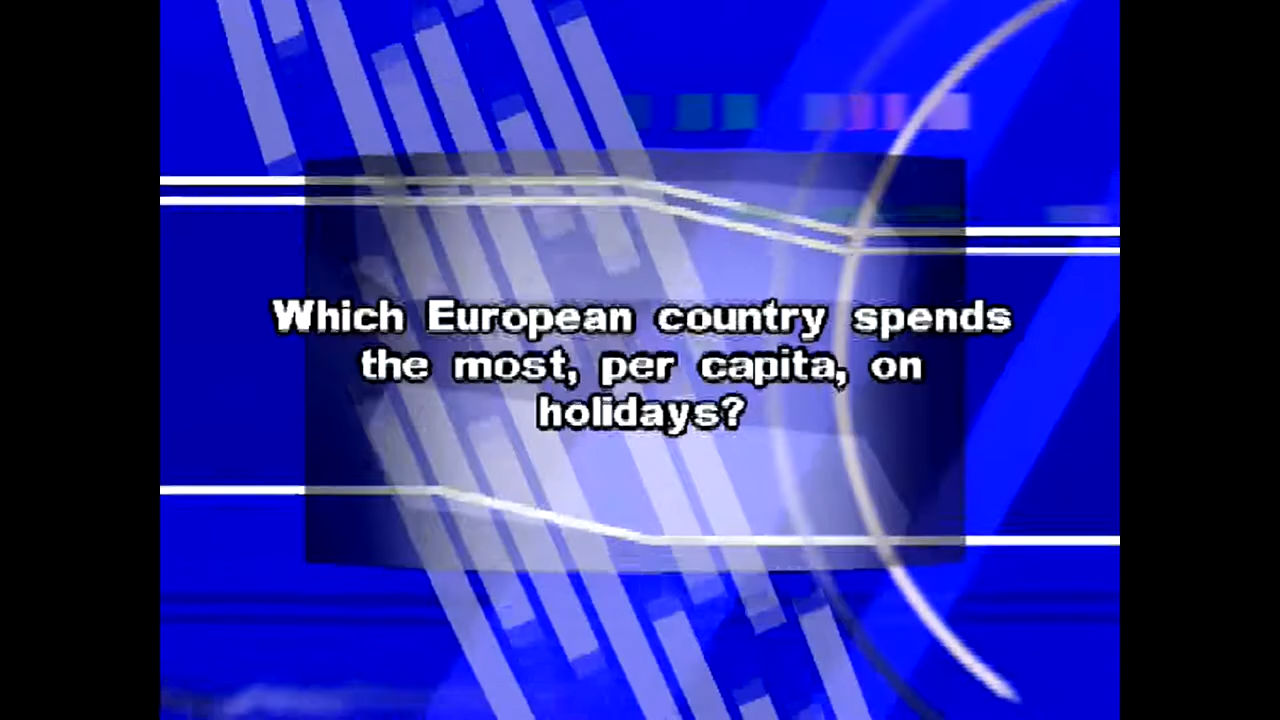 Which European country spends
the most, per capita, on
holidays?